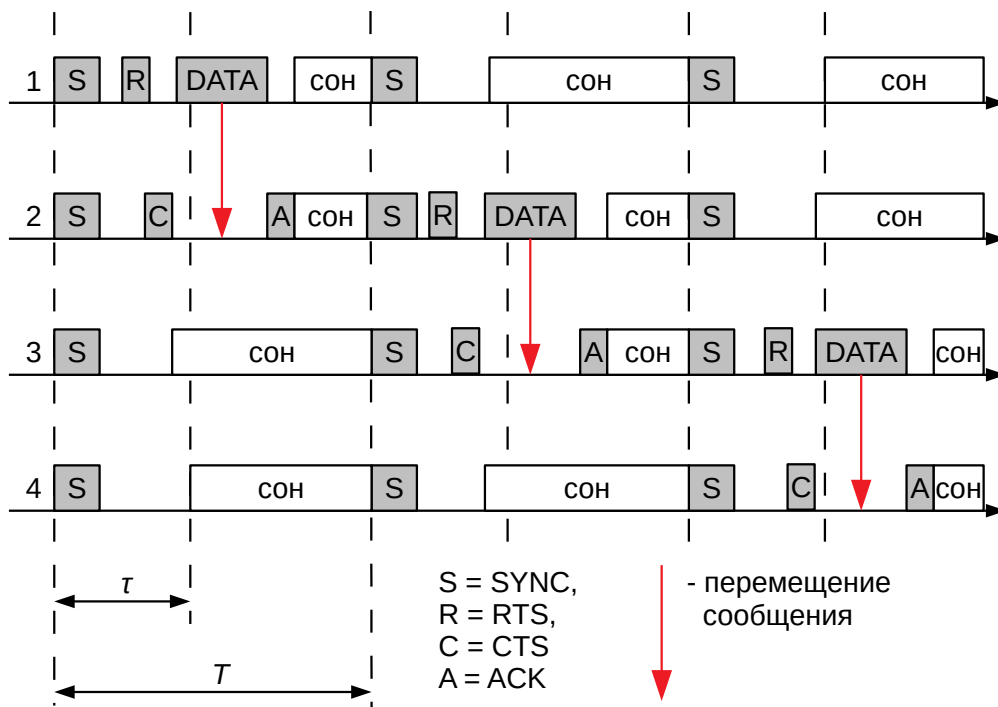 1 S R DATA сон S сон S сон
2 S C A сон S R DATA сон S сон
3 S сон S C A сон S R DATA сон
4 S сон S сон S C A сон
τ
T
S = SYNC,
R = RTS,
C = CTS
A = ACK
- перемещение
сообщения